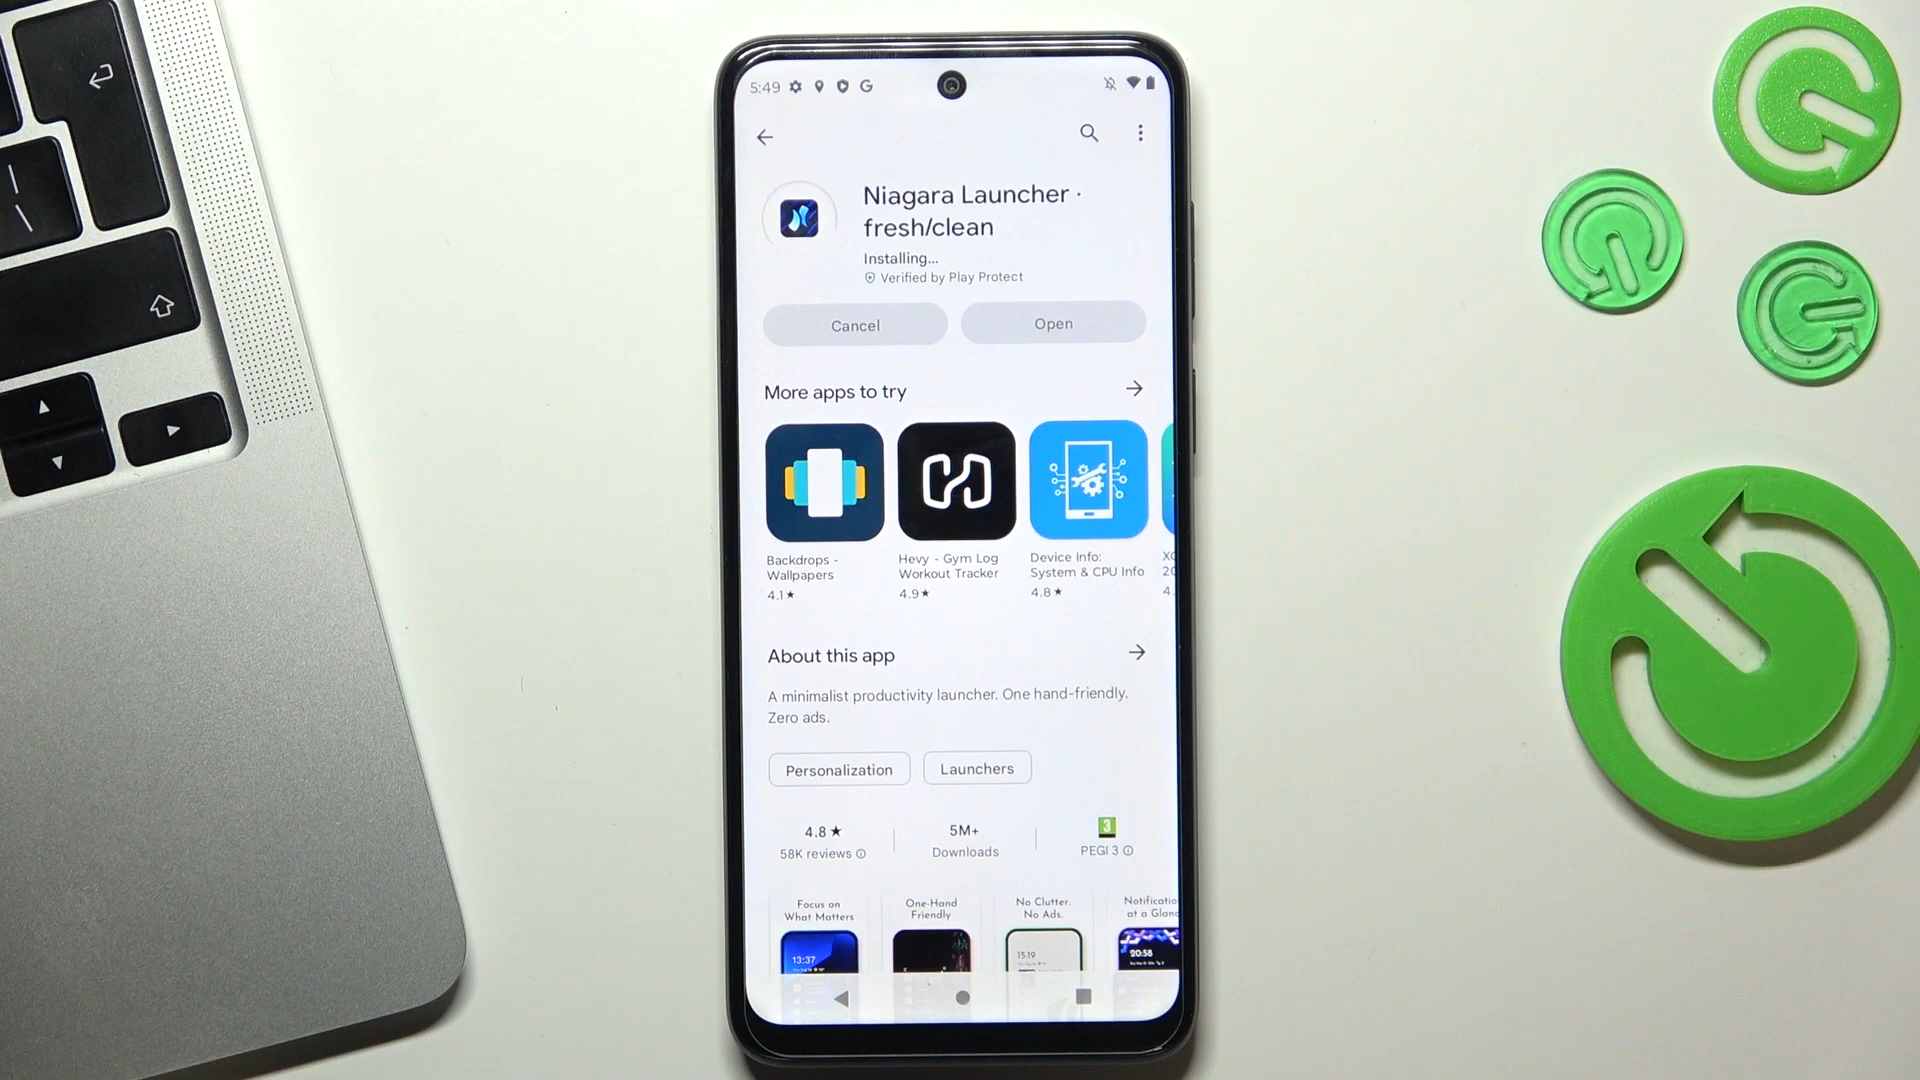 5:49
Niagara Launcher ·
fresh/clean
Installing...
Verified by Play Protect
Cancel
Open
More apps to try
Backdrops -
Wallpapers
4.1★
Hevy - Gym Log
Workout Tracker
4.9★
Device Info:
System & CPU Info
4.8★
About this app
A minimalist productivity launcher. One hand-friendly.
Zero ads.
Personalization
Launchers
4.8★
58K reviews
5M+
Downloads
3
PEGI 3
Focus on
What Matters
One-Hand
Friendly
No Clutter.
No Ads.
Notificatio
at a Glanc
13:37
15:19
20:58